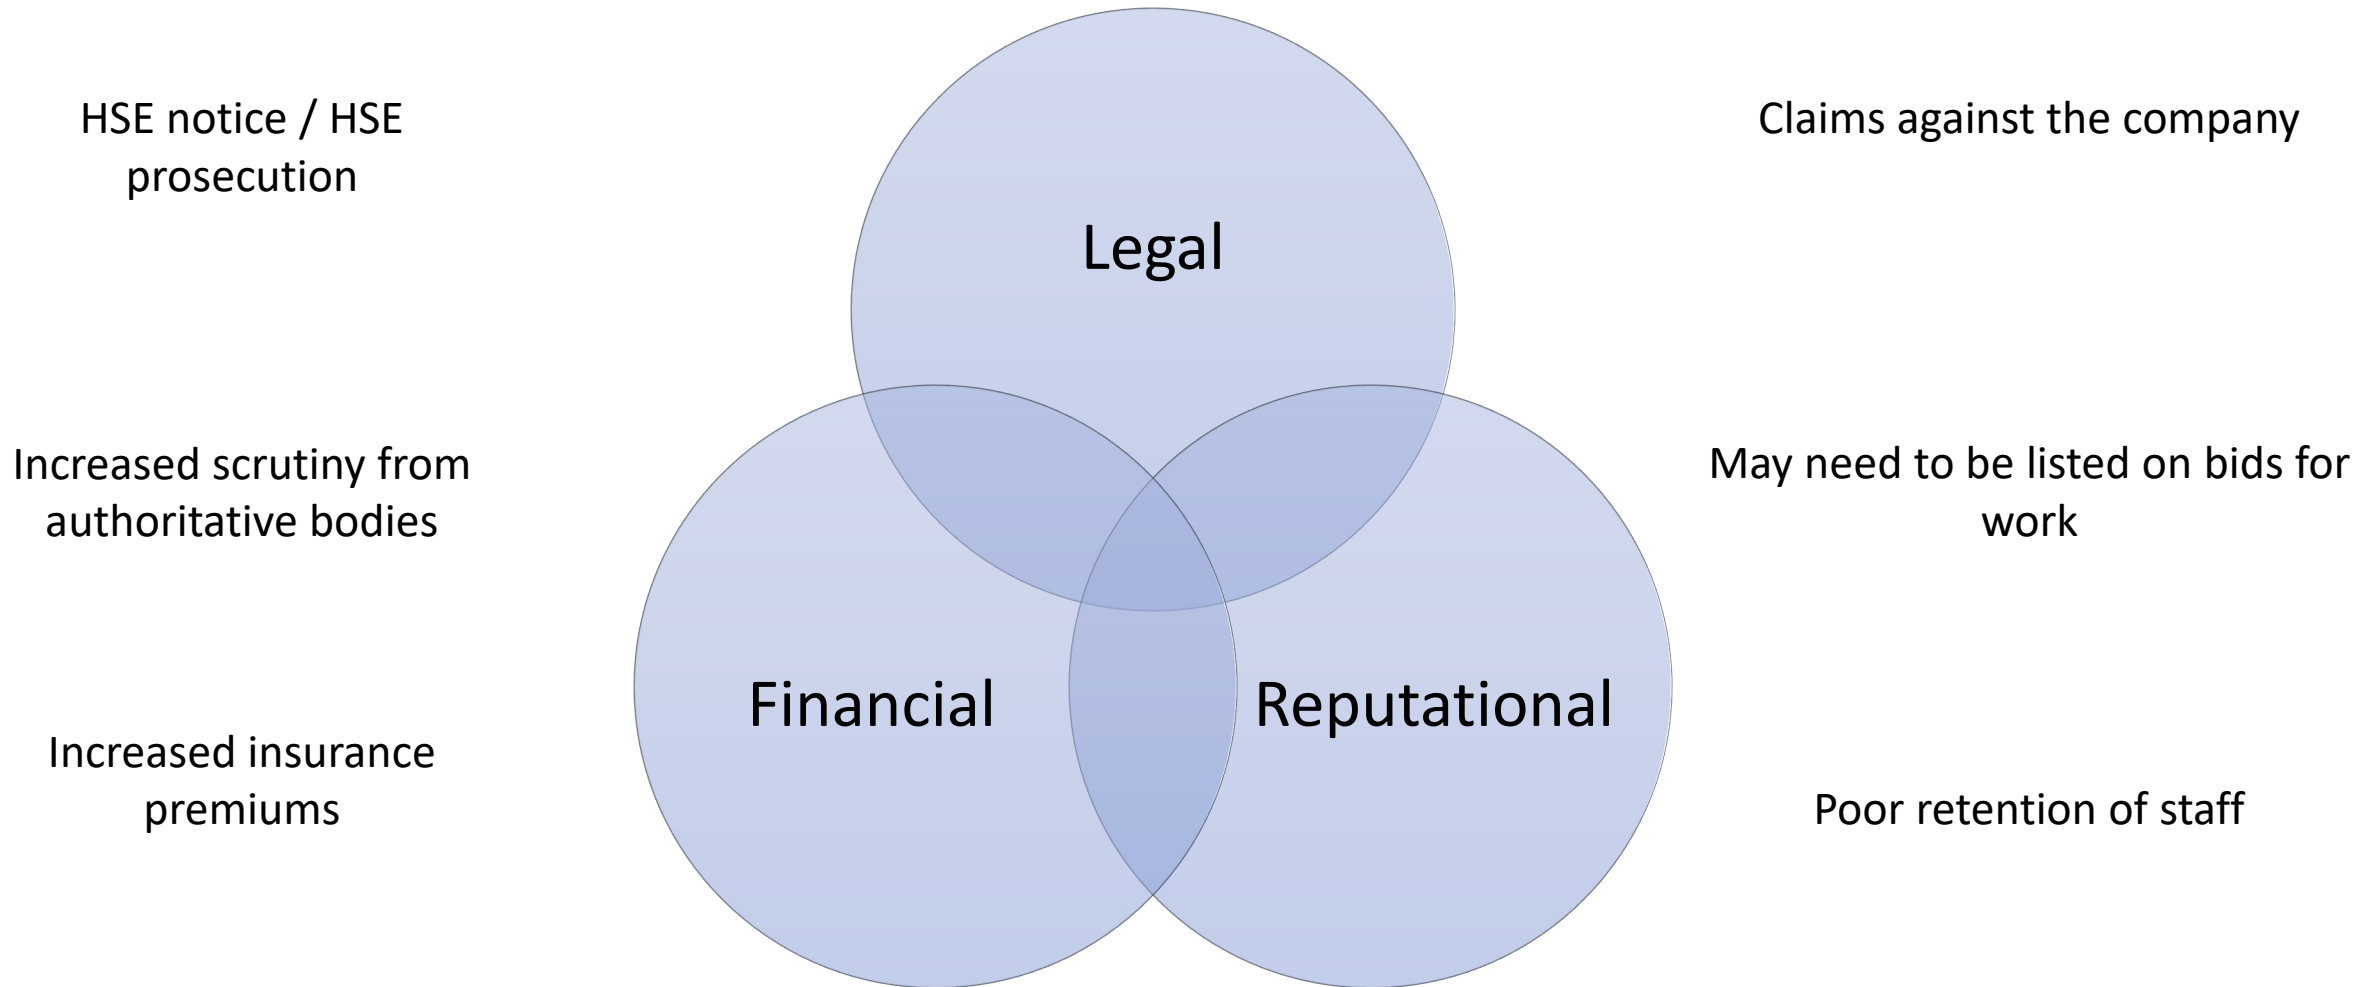 HSE notice / HSE
prosecution
Claims against the company
Legal
Increased scrutiny from
authoritative bodies
May need to be listed on bids for
work
Financial
Reputational
Increased insurance
premiums
Poor retention of staff